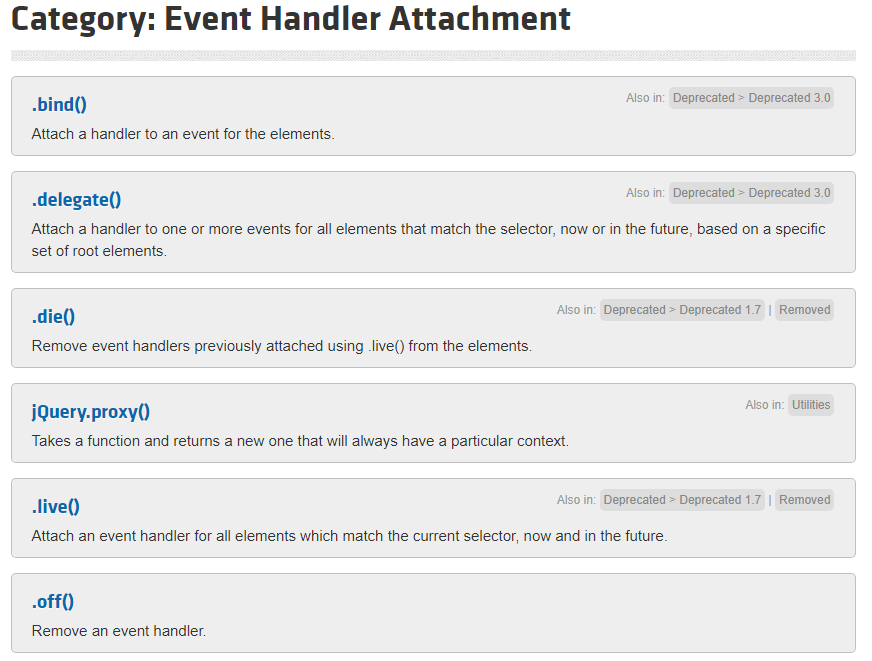 Category: Event Handler Attachment
.bind()
Also in: Deprecated > Deprecated 3.0
Attach a handler to an event for the elements.
.delegate()
Also in: Deprecated > Deprecated 3.0
Attach a handler to one or more events for all elements that match the selector, now or in the future, based on a specific
set of root elements.
.die()
Also in: Deprecated > Deprecated 1.7 | Removed
Remove event handlers previously attached using .live() from the elements.
jQuery.proxy()
Also in: Utilities
Takes a function and returns a new one that will always have a particular context.
.live()
Also in: Deprecated > Deprecated 1.7 | Removed
Attach an event handler for all elements which match the current selector, now and in the future.
.off()
Remove an event handler.